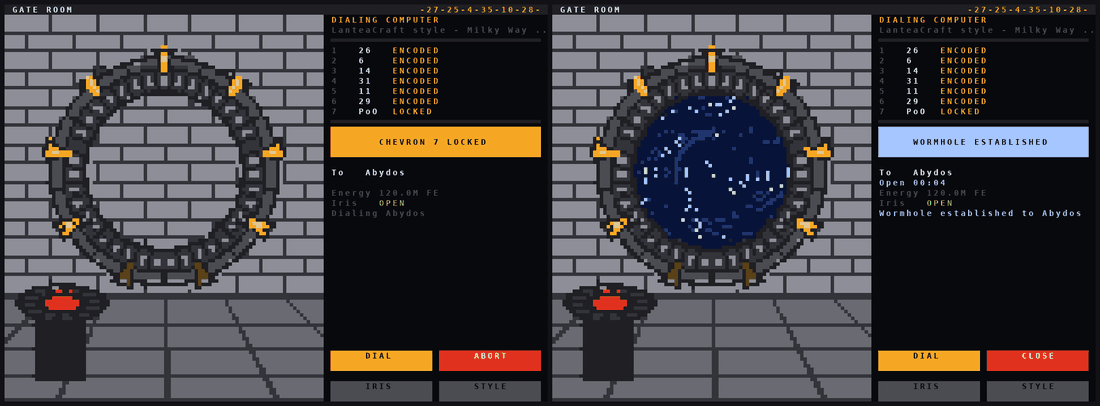 GATE ROOM -27-25-4-35-10-28-
DIALING COMPUTER
LanteaCraft style - Milky Way ..
1 26 ENCODED
2 6 ENCODED
3 14 ENCODED
4 31 ENCODED
5 11 ENCODED
6 29 ENCODED
7 PoO LOCKED
CHEVRON 7 LOCKED
To Abydos
Energy 120.0M FE
Iris OPEN
Dialing Abydos
DIAL ABORT
IRIS STYLE
GATE ROOM -27-25-4-35-10-28-
DIALING COMPUTER
LanteaCraft style - Milky Way ..
1 26 ENCODED
2 6 ENCODED
3 14 ENCODED
4 31 ENCODED
5 11 ENCODED
6 29 ENCODED
7 PoO LOCKED
WORMHOLE ESTABLISHED
To Abydos
Open 00:04
Energy 120.0M FE
Iris OPEN
Wormhole established to Abydos
DIAL CLOSE
IRIS STYLE